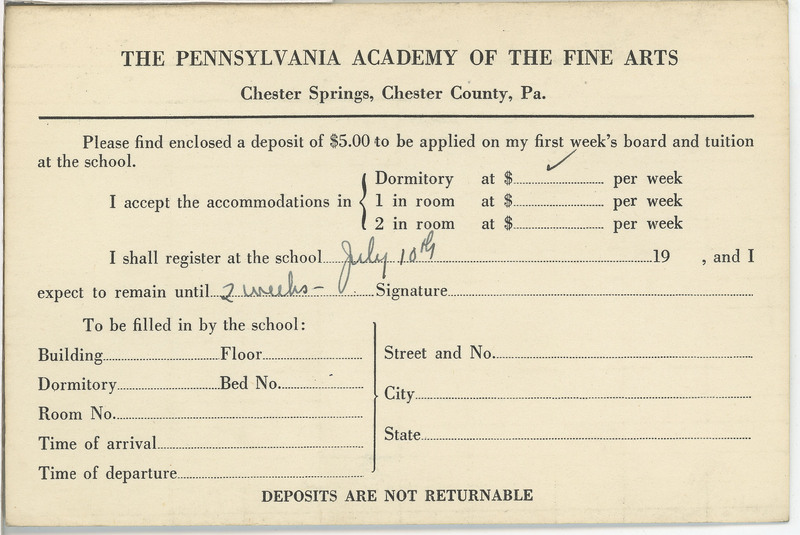 THE PENNSYLVANIA ACADEMY OF THE FINE ARTS
Chester Springs, Chester County, Pa.
Please find enclosed a deposit of $5.00 to be applied on my first week's board and tuition
at the school.
I accept the accommodations in { Dormitory at $ ✓ per week
1 in room at $ per week
2 in room at $ per week
I shall register at the school July 10th 19 , and I
expect to remain until 2 weeks- Signature
To be filled in by the school:
Building Floor
Dormitory Bed No.
Room No.
Time of arrival
Time of departure
Street and No.
City
State
DEPOSITS ARE NOT RETURNABLE